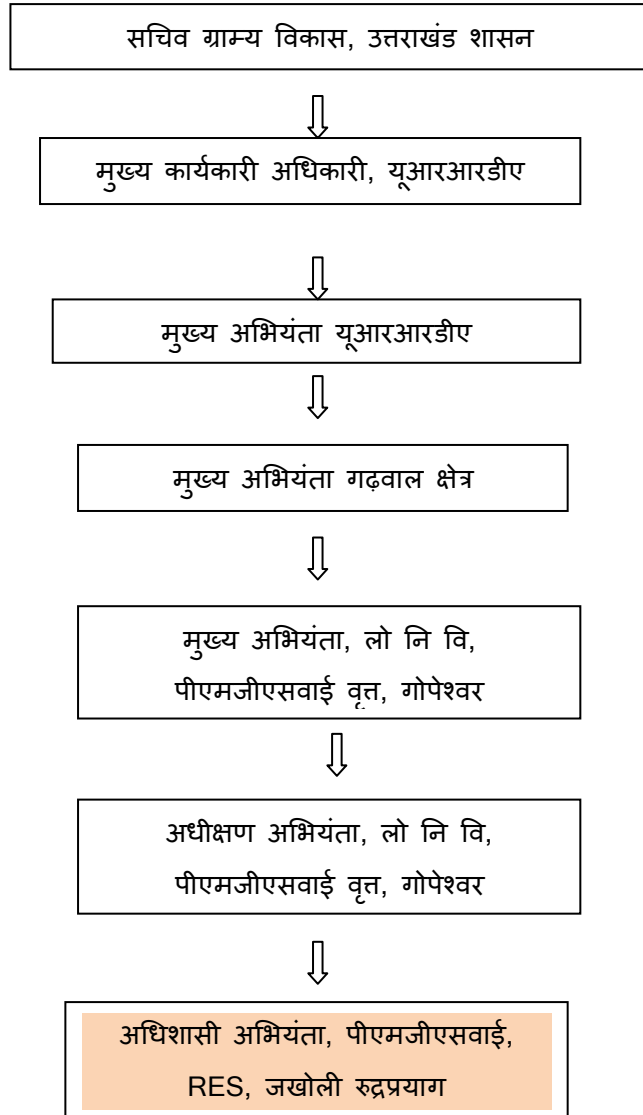 सचिव ग्राम्य विकास, उत्तराखंड शासन
मुख्य कार्यकारी अधिकारी, यूआरआरडीए
मुख्य अभियंता यूआरआरडीए
मुख्य अभियंता गढ़वाल क्षेत्र
मुख्य अभियंता, लो नि वि,
पीएमजीएसवाई वृत्त, गोपेश्वर
अधीक्षण अभियंता, लो नि वि,
पीएमजीएसवाई वृत्त, गोपेश्वर
अधिशासी अभियंता, पीएमजीएसवाई,
RES, जखोली रुद्रप्रयाग